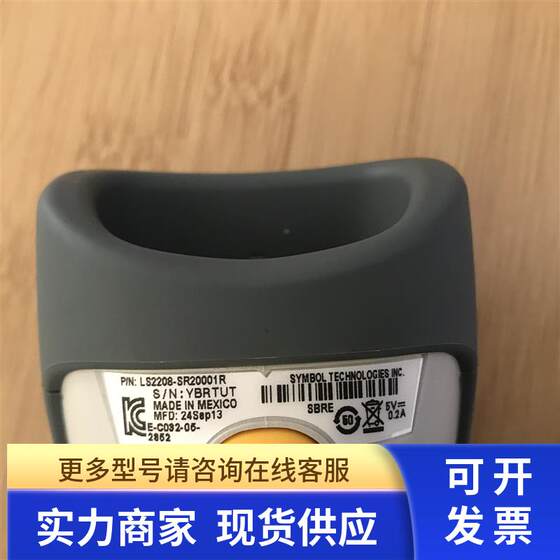 P/N: LS2208-SR20001R
S/N: YBRTUT
MADE IN MEXICO
MFD: 24Sep13
E-C032-05-
2852
SYMBOL TECHNOLOGIES INC.
SBRE
50
5V
0.2A
更多型号请咨询在线客服
实力商家 现货供应
可开
发票